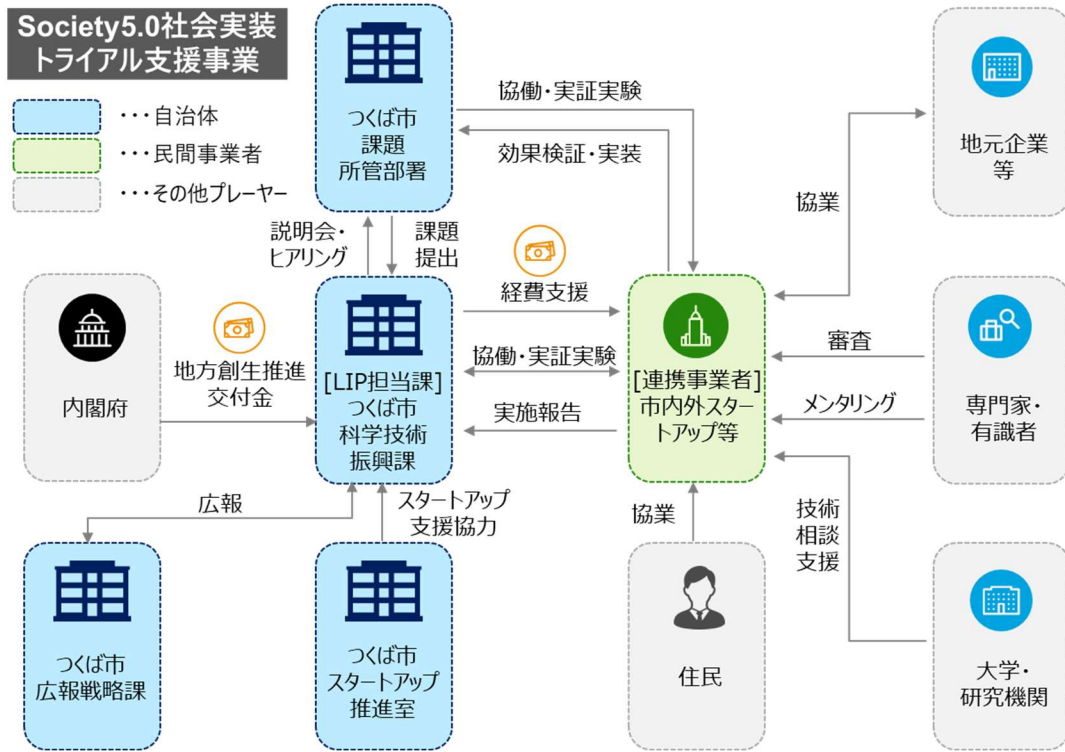 Society5.0社会実装
トライアル支援事業
・・・自治体
・・・民間事業者
・・・その他プレーヤー
つくば市
課題
所管部署
協働・実証実験
効果検証・実装
地元企業
等
協業
説明会・
ヒアリング
課題
提出
経費支援
内閣府
地方創生推進
交付金
[LIP担当課]
つくば市
科学技術
振興課
協働・実証実験
実施報告
[連携事業者]
市内外スター
トアップ等
審査
メンタリング
専門家・
有識者
広報
スタートアップ
支援協力
協業
技術
相談
支援
つくば市
広報戦略課
つくば市
スタートアップ
推進室
住民
大学・
研究機関